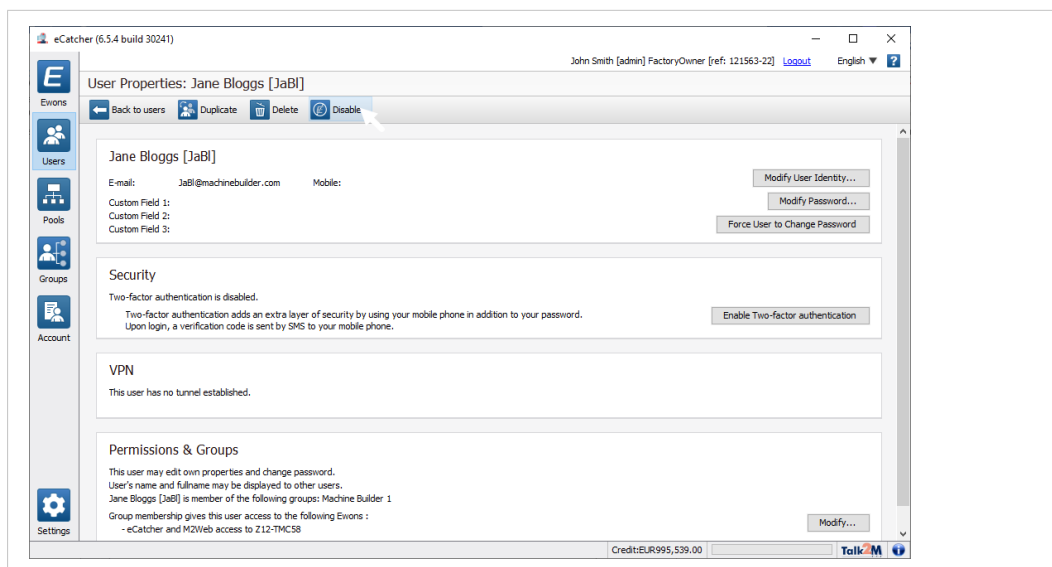 eCatcher (6.5.4 build 30241)
John Smith [admin] FactoryOwner [ref: 121563-22] Logout English ▼ ?
E
Ewons
User Properties: Jane Bloggs [JaBl]
Back to users Duplicate Delete Disable
Users
Pools
Groups
Account
Settings
Jane Bloggs [JaBl]
E-mail: JaBl@machinebuilder.com Mobile:
Custom Field 1:
Custom Field 2:
Custom Field 3:
Modify User Identity...
Modify Password...
Force User to Change Password
Security
Two-factor authentication is disabled.
Two-factor authentication adds an extra layer of security by using your mobile phone in addition to your password.
Upon login, a verification code is sent by SMS to your mobile phone.
Enable Two-factor authentication
VPN
This user has no tunnel established.
Permissions & Groups
This user may edit own properties and change password.
User's name and fullname may be displayed to other users.
Jane Bloggs [JaBl] is member of the following groups: Machine Builder 1
Group membership gives this user access to the following Ewons :
- eCatcher and M2Web access to Z12-TMC58
Modify...
Credit:EUR995,539.00
Talk2M